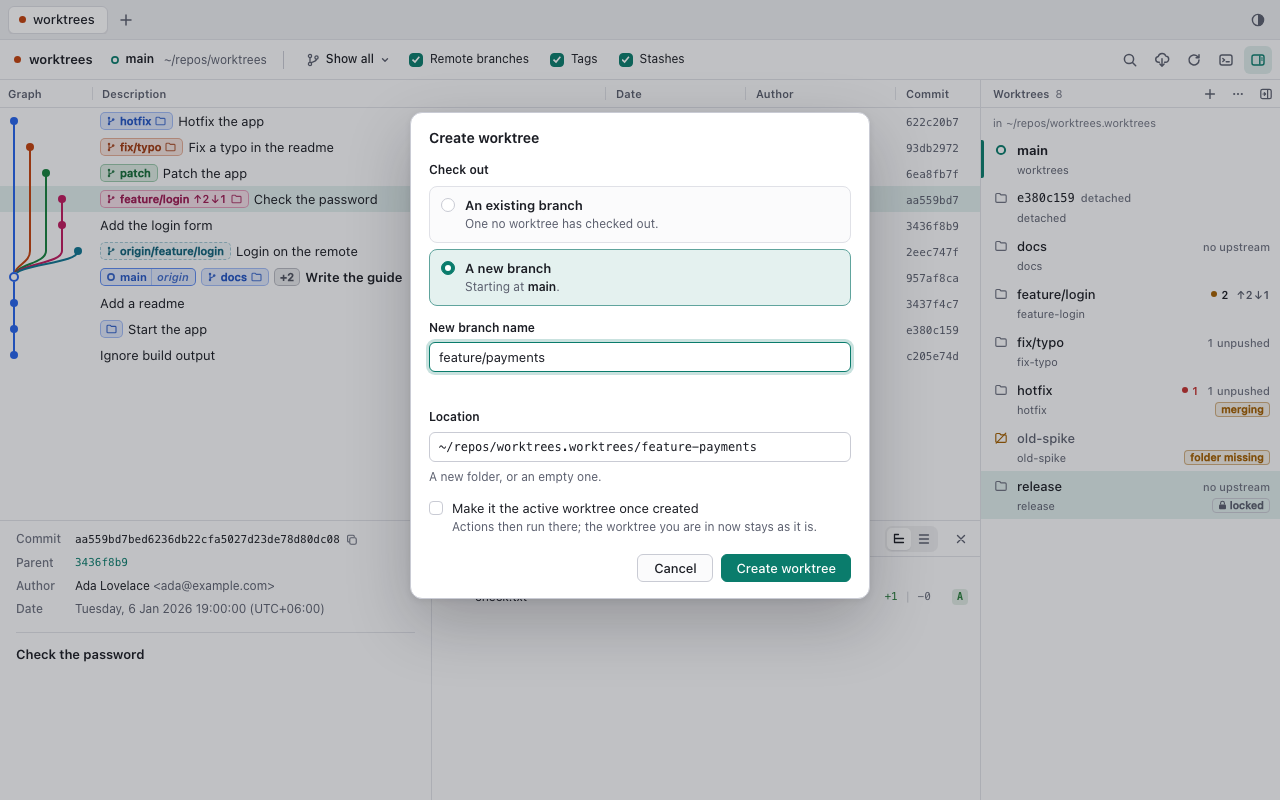 worktrees
worktrees
main
~/repos/worktrees
Show all
Remote branches
Tags
Stashes
Graph
Description
Date
Author
Commit
hotfix
Hotfix the app
622c20b7
fix/typo
Fix a typo in the readme
93db2972
patch
Patch the app
6ea8fb7f
feature/login ↑2↓1
Check the password
aa559bd7
Add the login form
3436f8b9
origin/feature/login
Login on the remote
2eec747f
main origin
docs
+2
Write the guide
957af8ca
Add a readme
3437f4c7
Start the app
e380c159
Ignore build output
c205e74d
Worktrees 8
in ~/repos/worktrees.worktrees
main
worktrees
e380c159 detached
detached
docs
no upstream
docs
feature/login
2 ↑2↓1
feature-login
fix/typo
1 unpushed
fix-typo
hotfix
1 1 unpushed
hotfix
merging
old-spike
old-spike
folder missing
release
no upstream
release
locked
Create worktree
Check out
An existing branch
One no worktree has checked out.
A new branch
Starting at main.
New branch name
feature/payments
Location
~/repos/worktrees.worktrees/feature-payments
A new folder, or an empty one.
Make it the active worktree once created
Actions then run there; the worktree you are in now stays as it is.
Cancel
Create worktree
Commit
aa559bd7bed6236db22cfa5027d23de78d80dc08
Parent
3436f8b9
Author
Ada Lovelace <ada@example.com>
Date
Tuesday, 6 Jan 2026 19:00:00 (UTC+06:00)
Check the password
+1 | −0
A